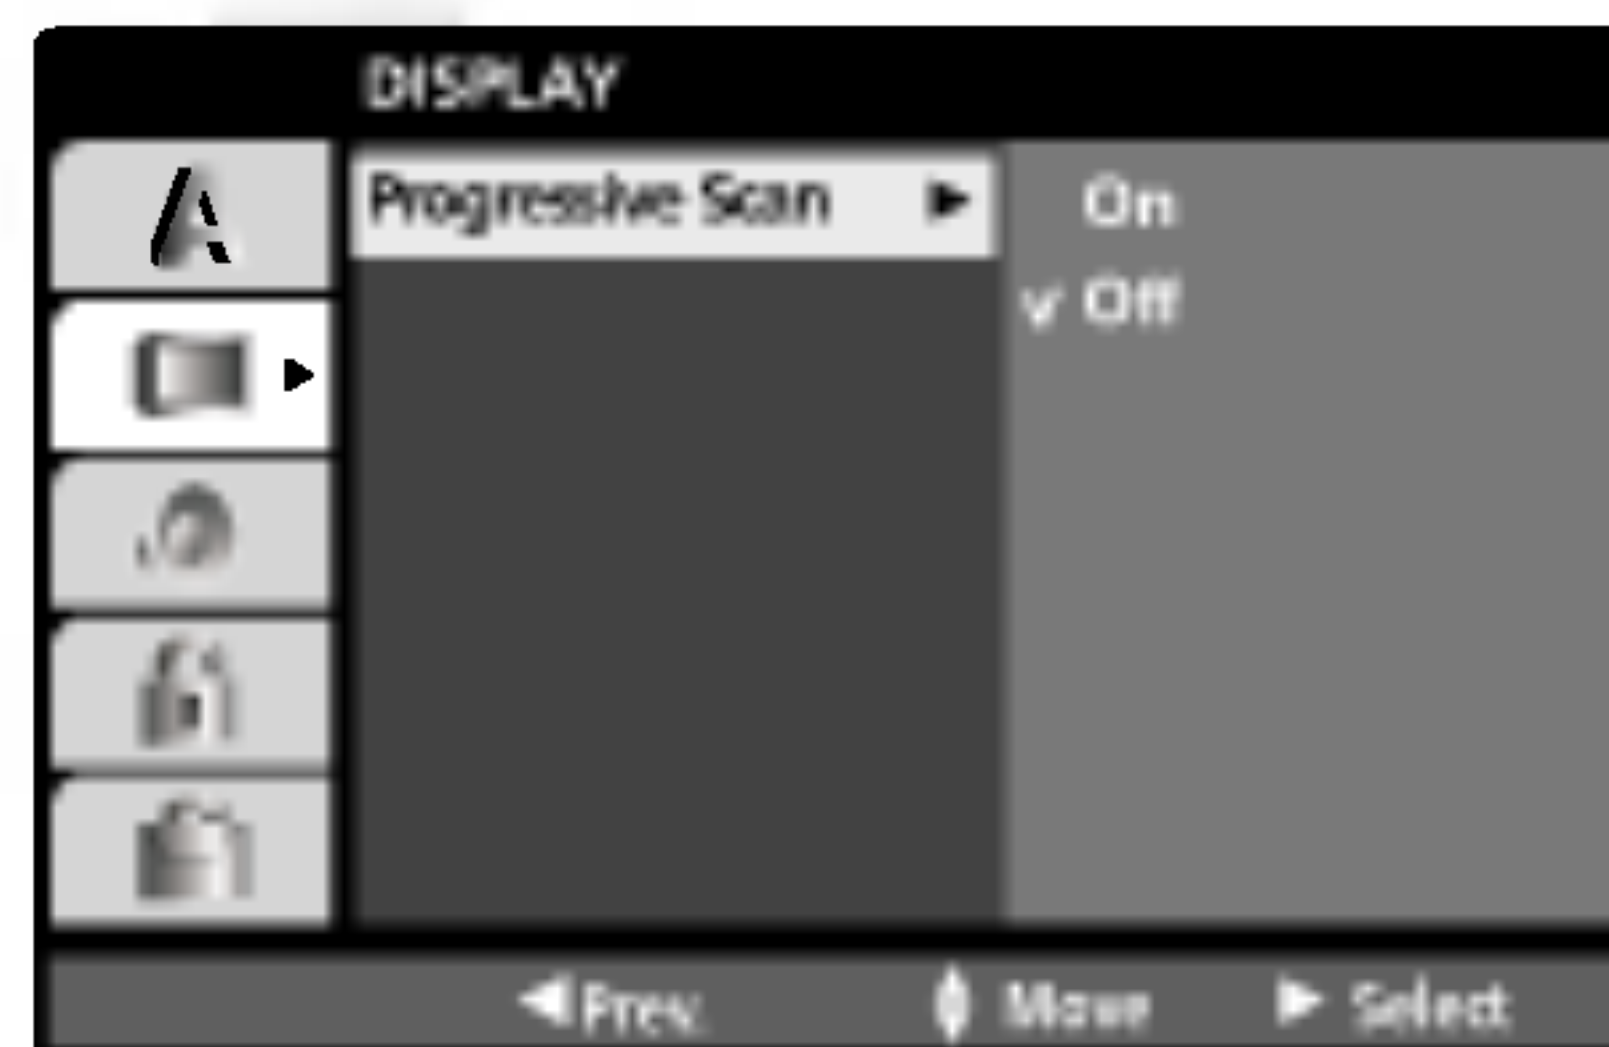 DISPLAY
A
Progressive Scan
On
v Off
Prev.
Move
Select